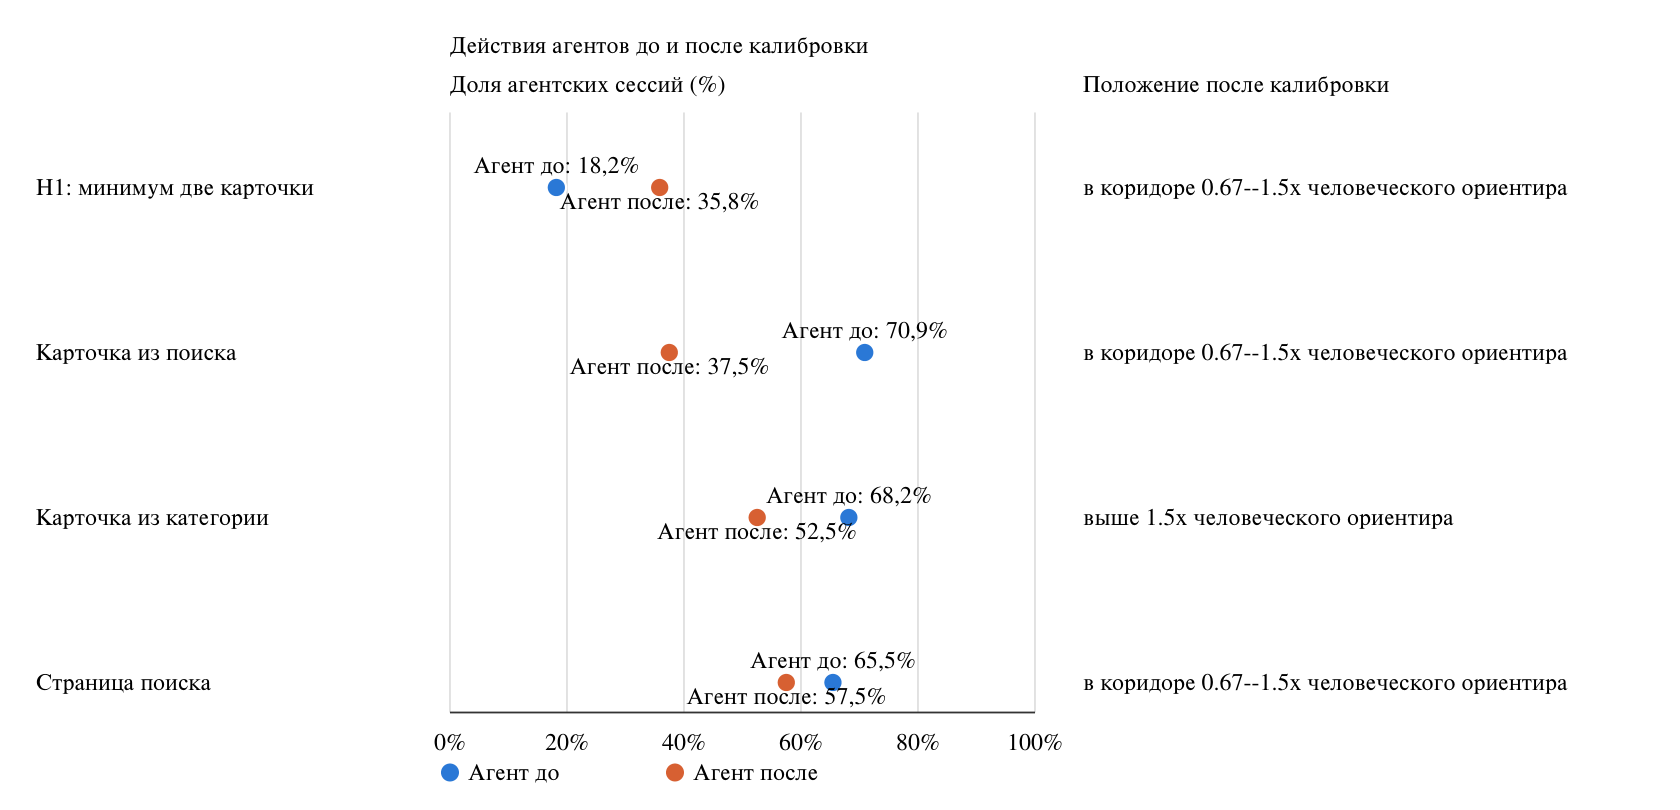 Действия агентов до и после калибровки
Доля агентских сессий (%)
Положение после калибровки
Агент до: 18,2%
H1: минимум две карточки
в коридоре 0.67--1.5x человеческого ориентира
Агент после: 35,8%
Агент до: 70,9%
Карточка из поиска
в коридоре 0.67--1.5x человеческого ориентира
Агент после: 37,5%
Агент до: 68,2%
Карточка из категории
выше 1.5x человеческого ориентира
Агент после: 52,5%
Агент до: 65,5%
Страница поиска
в коридоре 0.67--1.5x человеческого ориентира
Агент после: 57,5%
0% 20% 40% 60% 80% 100%
Агент до Агент после